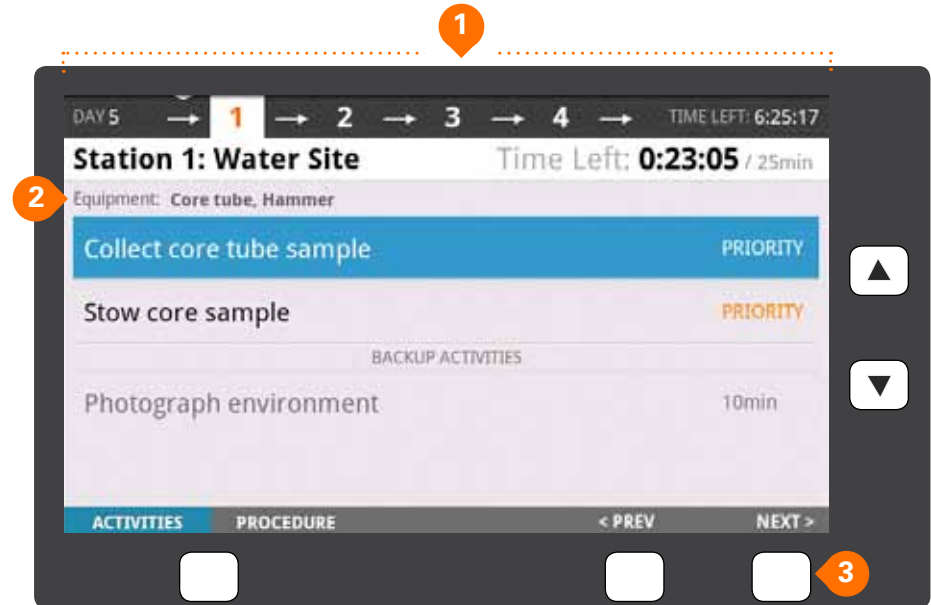 1
DAY 5 → 1 → 2 → 3 → 4 → TIME LEFT: 6:25:17
Station 1: Water Site Time Left: 0:23:05 / 25min
2
Equipment: Core tube, Hammer
Collect core tube sample PRIORITY
Stow core sample PRIORITY
BACKUP ACTIVITIES
Photograph environment 10min
ACTIVITIES PROCEDURE < PREV NEXT >
3